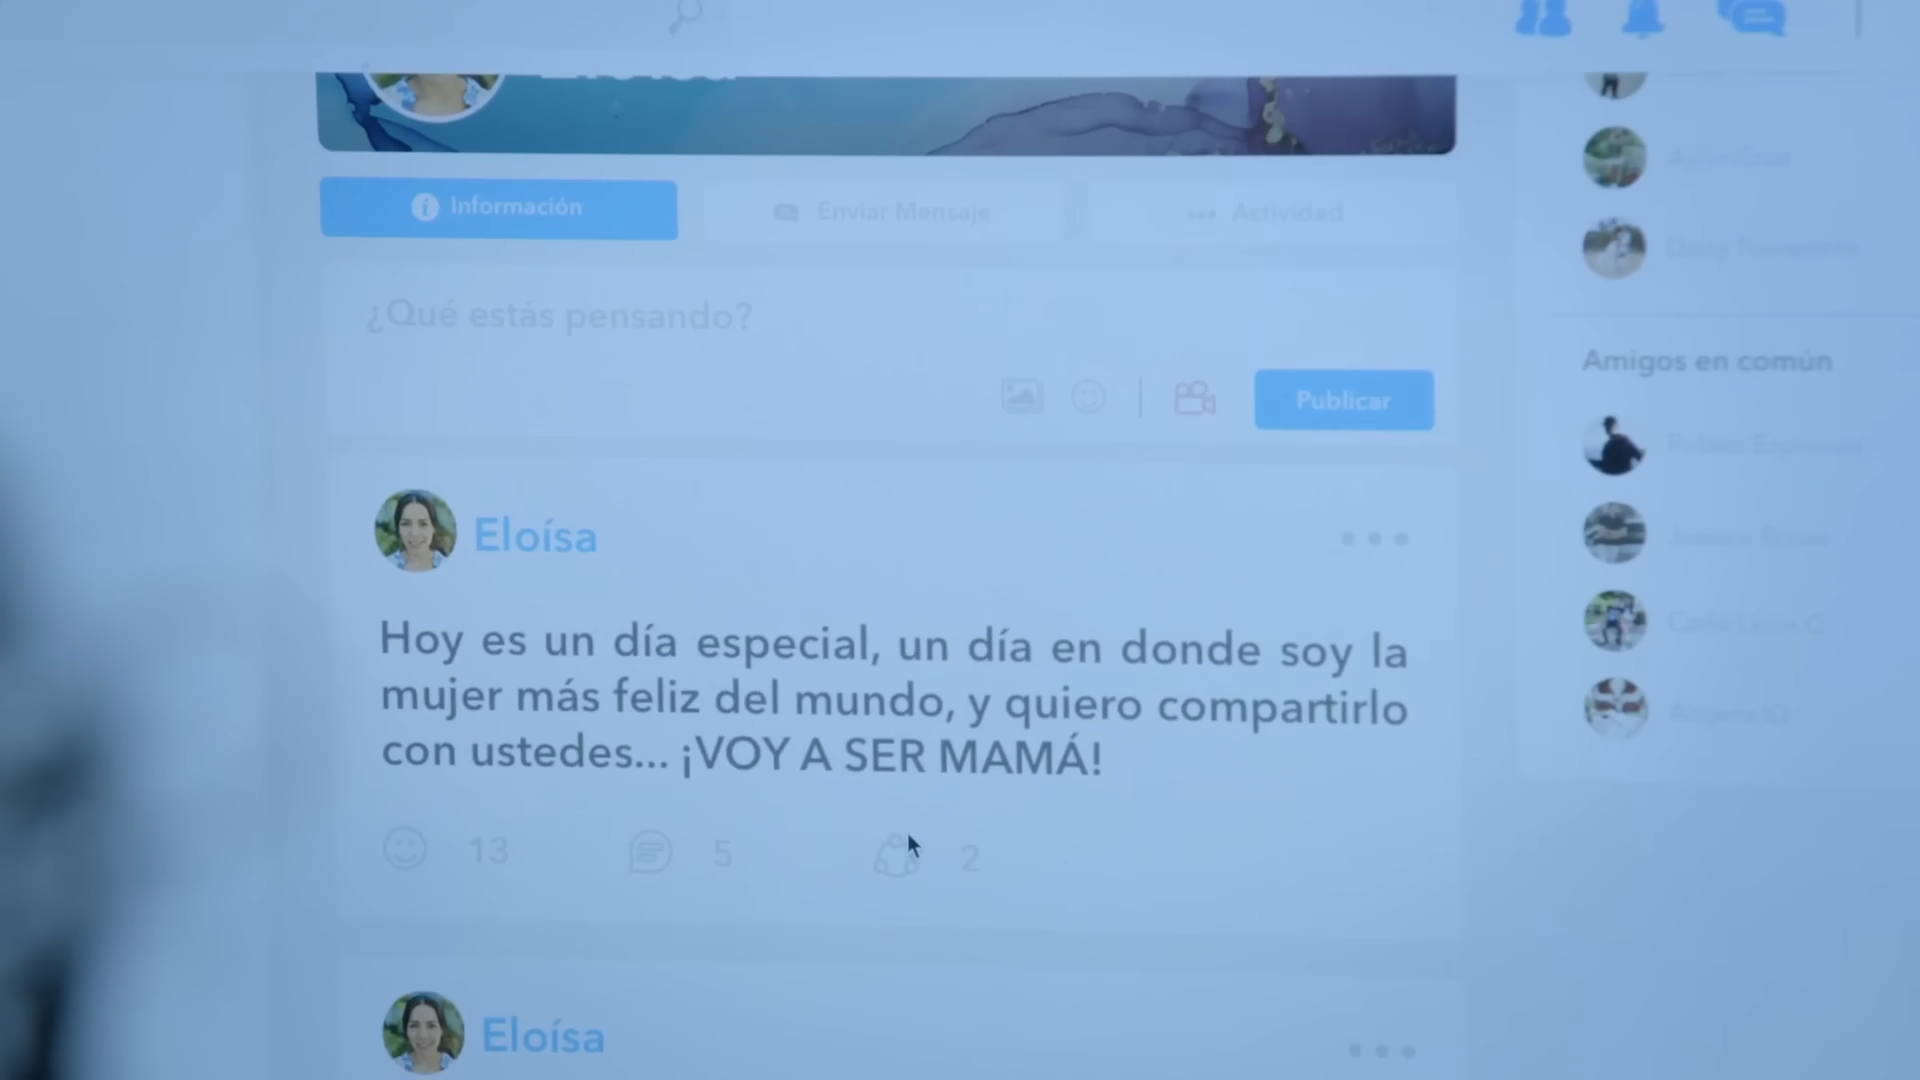 Información
Enviar Mensaje
Actividad
¿Qué estás pensando?
Publicar
Amigos en común
Eloísa
Hoy es un día especial, un día en donde soy la
mujer más feliz del mundo, y quiero compartirlo
con ustedes... ¡VOY A SER MAMÁ!
13
5
2
Eloísa